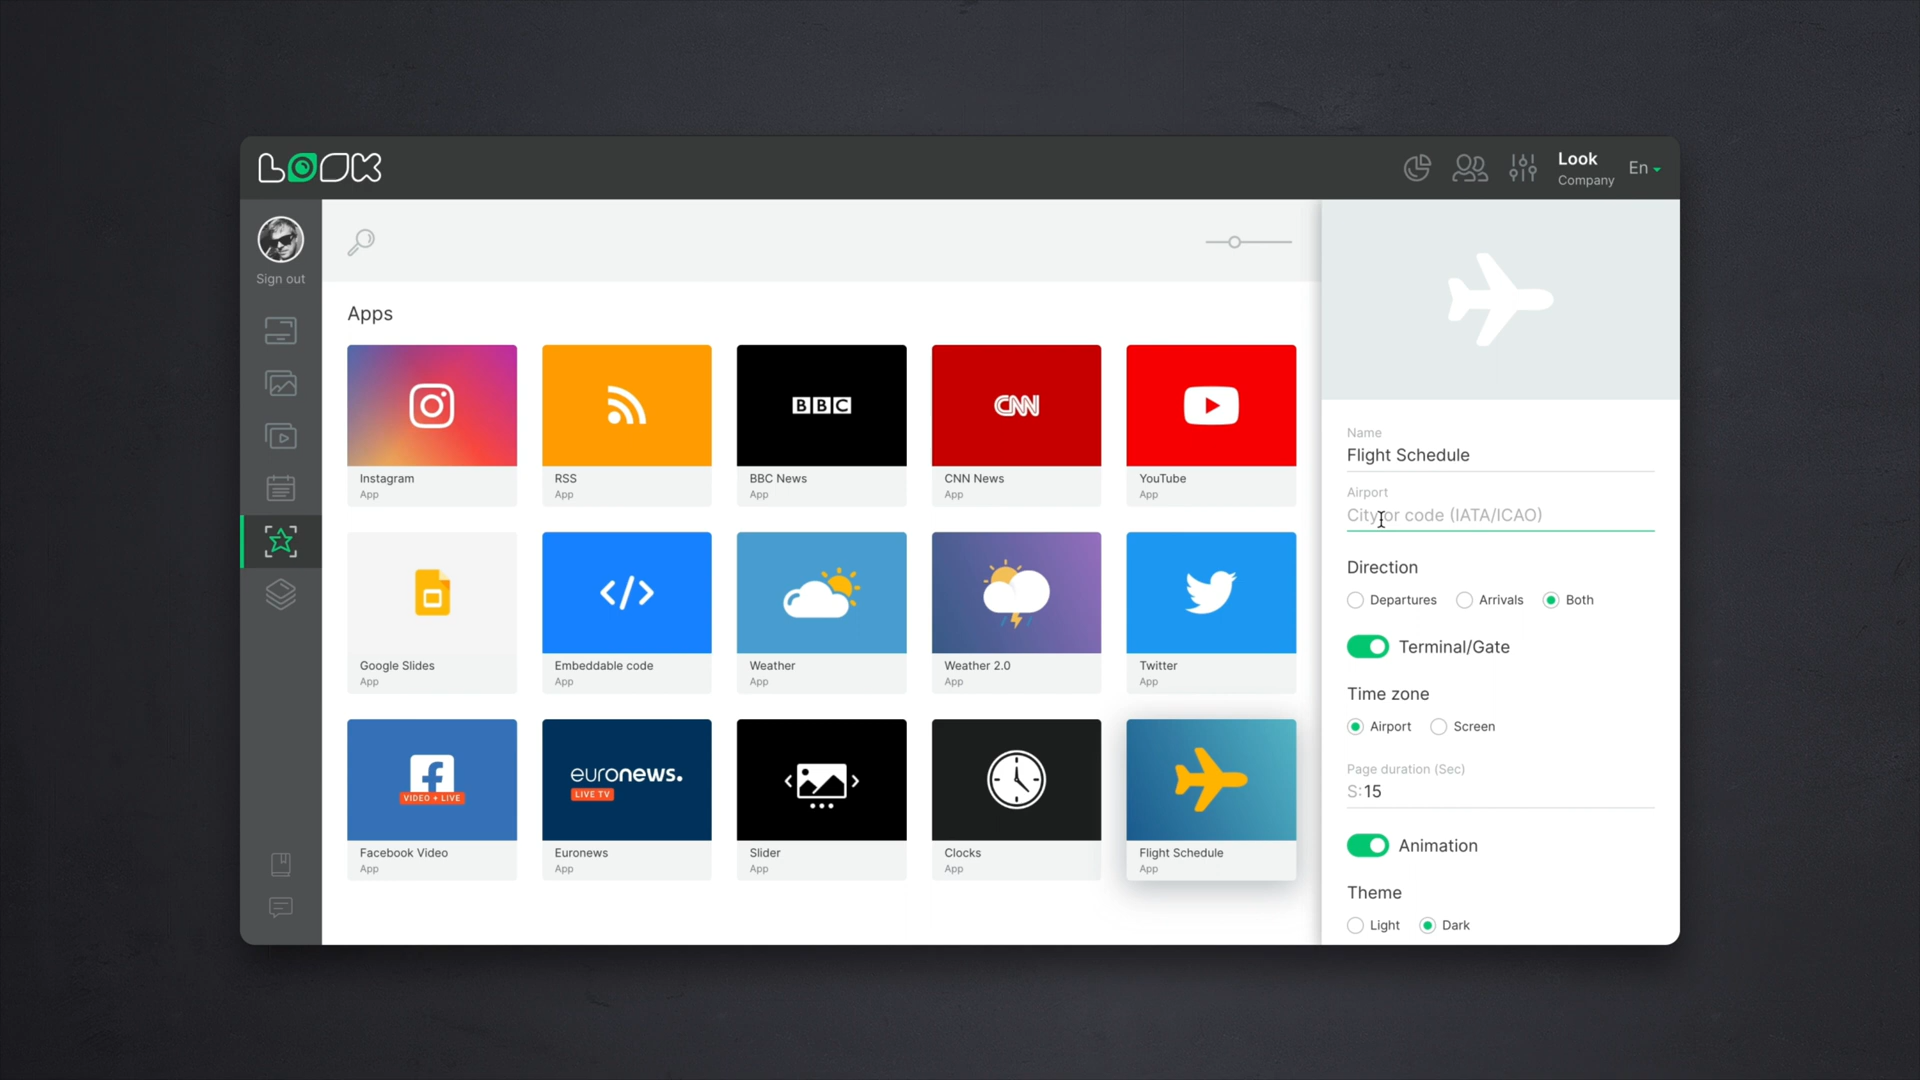 LOOK
Look
Company
En
Sign out
Apps
Instagram
App
RSS
App
BBC
BBC News
App
CNN
CNN News
App
YouTube
App
Google Slides
App
</>
Embeddable code
App
Weather
App
Weather 2.0
App
Twitter
App
VIDEO + LIVE
Facebook Video
App
euronews.
LIVE TV
Euronews
App
Slider
App
Clocks
App
Flight Schedule
App
Name
Flight Schedule
Airport
City or code (IATA/ICAO)
Direction
Departures Arrivals Both
Terminal/Gate
Time zone
Airport Screen
Page duration (Sec)
S: 15
Animation
Theme
Light Dark